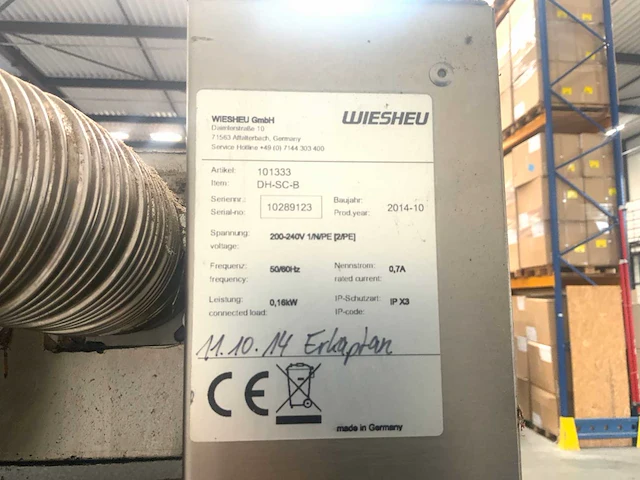 WIESHEU GmbH
WIESHEU
Daimlerstraße 10
71563 Affalterbach, Germany
Service Hotline +49 (0) 7144 303 400
Artikel: 101333
Item: DH-SC-B
Seriennr.: Baujahr:
Serial-no: 10289123 Prod.year: 2014-10
Spannung: 200-240V 1/N/PE [2/PE]
voltage:
Frequenz: 50/60Hz Nennstrom: 0,7A
frequency: rated current:
Leistung: 0,16kW IP-Schutzart: IP X3
connected load: IP-code:
11.10.14 Erkaptan
CE
made in Germany